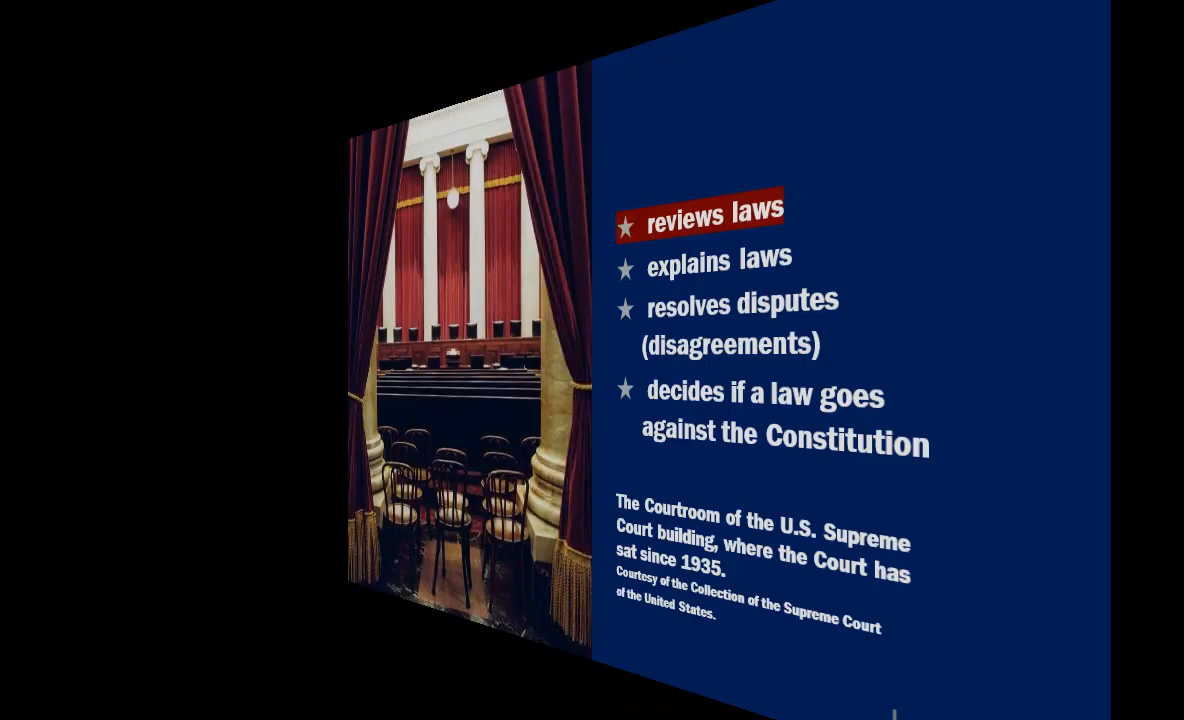 reviews laws
explains laws
resolves disputes
(disagreements)
decides if a law goes
against the Constitution
The Courtroom of the U.S. Supreme
Court building, where the Court has
sat since 1935.
Courtesy of the Collection of the Supreme Court
of the United States.